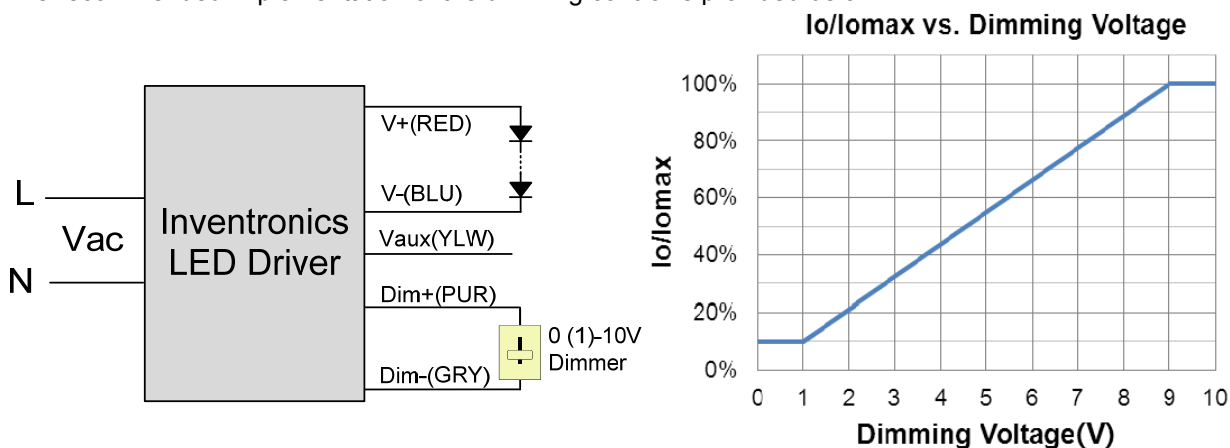 Io/Iomax vs. Dimming Voltage
L
Vac
N
Inventronics
LED Driver
V+(RED)
V-(BLU)
Vaux(YLW)
Dim+(PUR)
Dim-(GRY)
0 (1)-10V
Dimmer
Io/Iomax
100%
80%
60%
40%
20%
0%
0 1 2 3 4 5 6 7 8 9 10
Dimming Voltage(V)